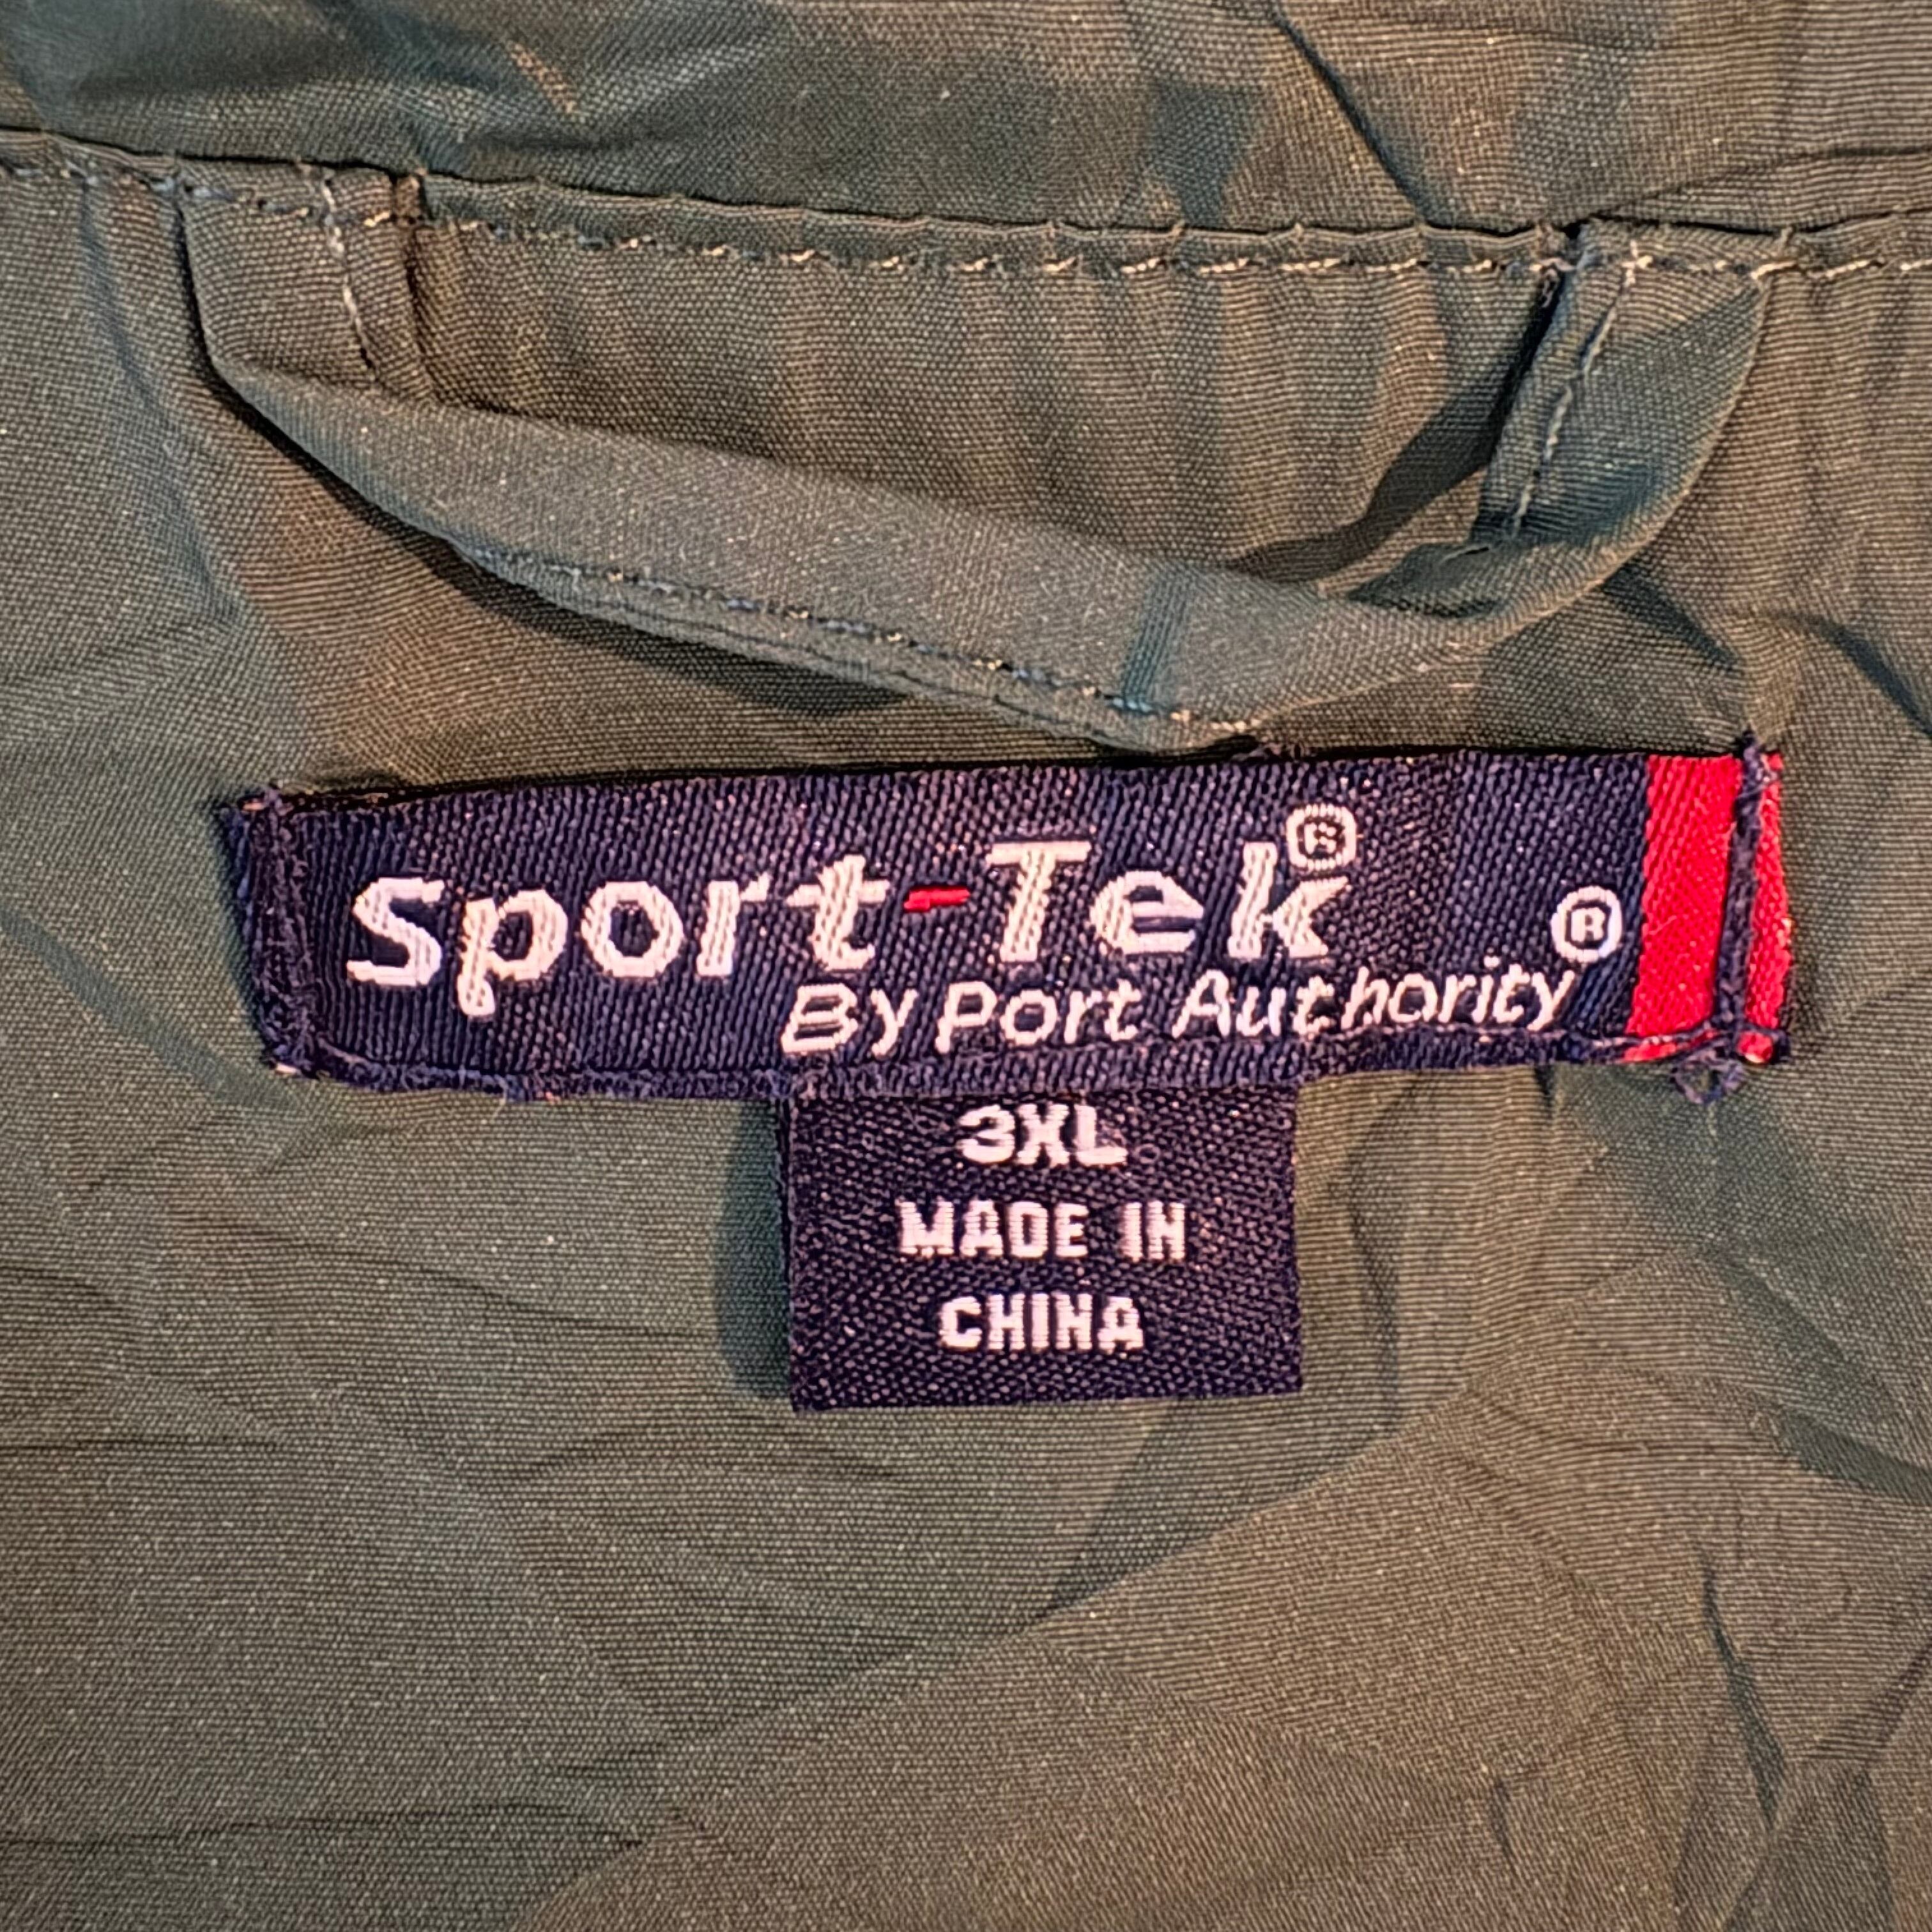 Sport-Tek®
By Port Authority®
3XL
MADE IN
CHINA